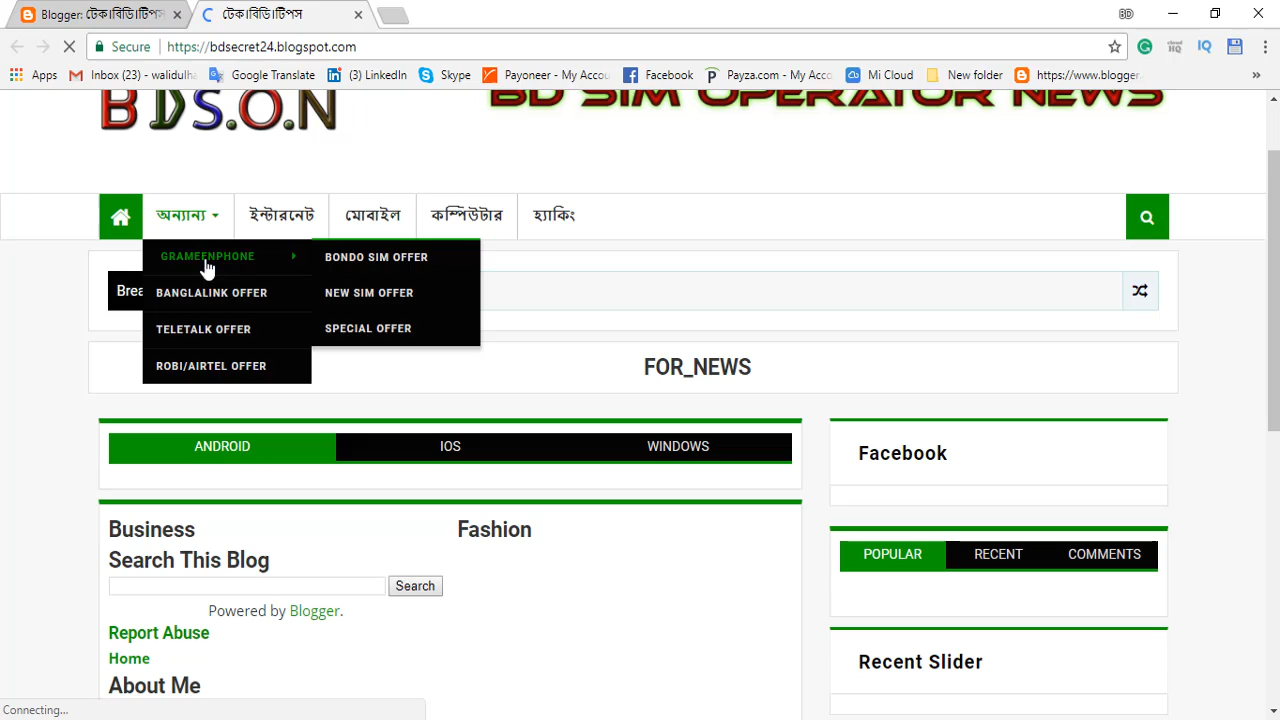 Blogger: টেক।বিডি।টিপস
টেক।বিডি।টিপস
BD
Secure
https://bdsecret24.blogspot.com
Apps
Inbox (23) - walidulha
Google Translate
(3) LinkedIn
Skype
Payoneer - My Accou
Facebook
Payza.com - My Acco
Mi Cloud
New folder
https://www.blogger
BDS.O.N
BD SIM OPERATOR NEWS
অন্যান্য
ইন্টারনেট
মোবাইল
কম্পিউটার
হ্যাকিং
GRAMEENPHONE
BONDO SIM OFFER
Brea
BANGLALINK OFFER
NEW SIM OFFER
TELETALK OFFER
SPECIAL OFFER
ROBI/AIRTEL OFFER
FOR_NEWS
ANDROID
IOS
WINDOWS
Facebook
Business
Fashion
Search This Blog
Search
POPULAR
RECENT
COMMENTS
Powered by Blogger.
Report Abuse
Home
Recent Slider
About Me
Connecting...